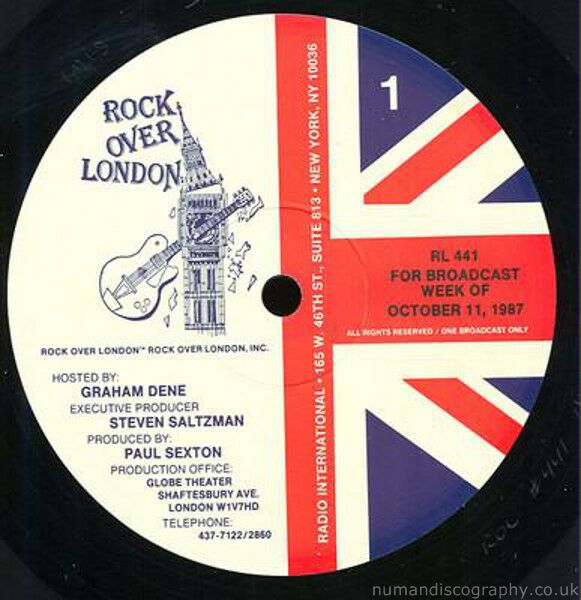 ROCK
OVER
LONDON
1
RL 441
FOR BROADCAST
WEEK OF
OCTOBER 11, 1987
ALL RIGHTS RESERVED / ONE BROADCAST ONLY
RADIO INTERNATIONAL • 165 W. 46TH ST., SUITE 813 • NEW YORK, NY 10036
ROCK OVER LONDON™ ROCK OVER LONDON, INC.
HOSTED BY:
GRAHAM DENE
EXECUTIVE PRODUCER
STEVEN SALTZMAN
PRODUCED BY:
PAUL SEXTON
PRODUCTION OFFICE:
GLOBE THEATER
SHAFTESBURY AVE.
LONDON W1V7HD
TELEPHONE:
437-7122/2860
numandiscography.co.uk